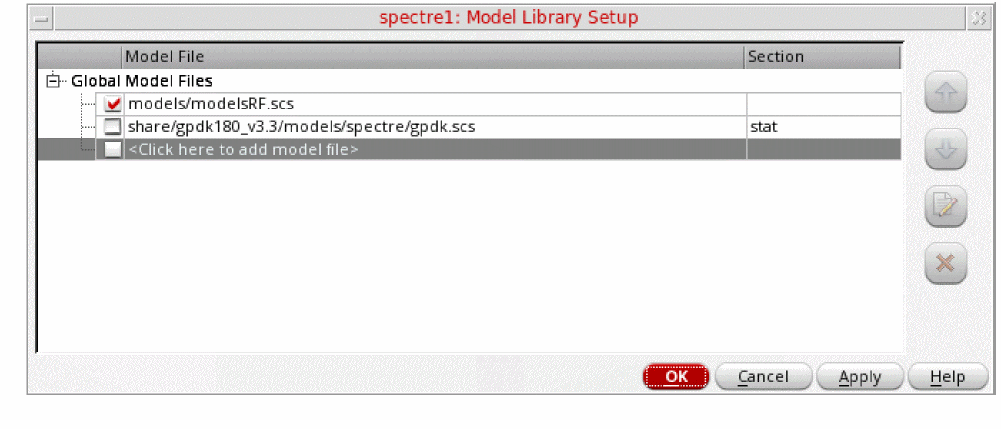 spectre1: Model Library Setup
Model File Section
Global Model Files
models/modelsRF.scs
share/gpdk180_v3.3/models/spectre/gpdk.scs stat
<Click here to add model file>
OK Cancel Apply Help